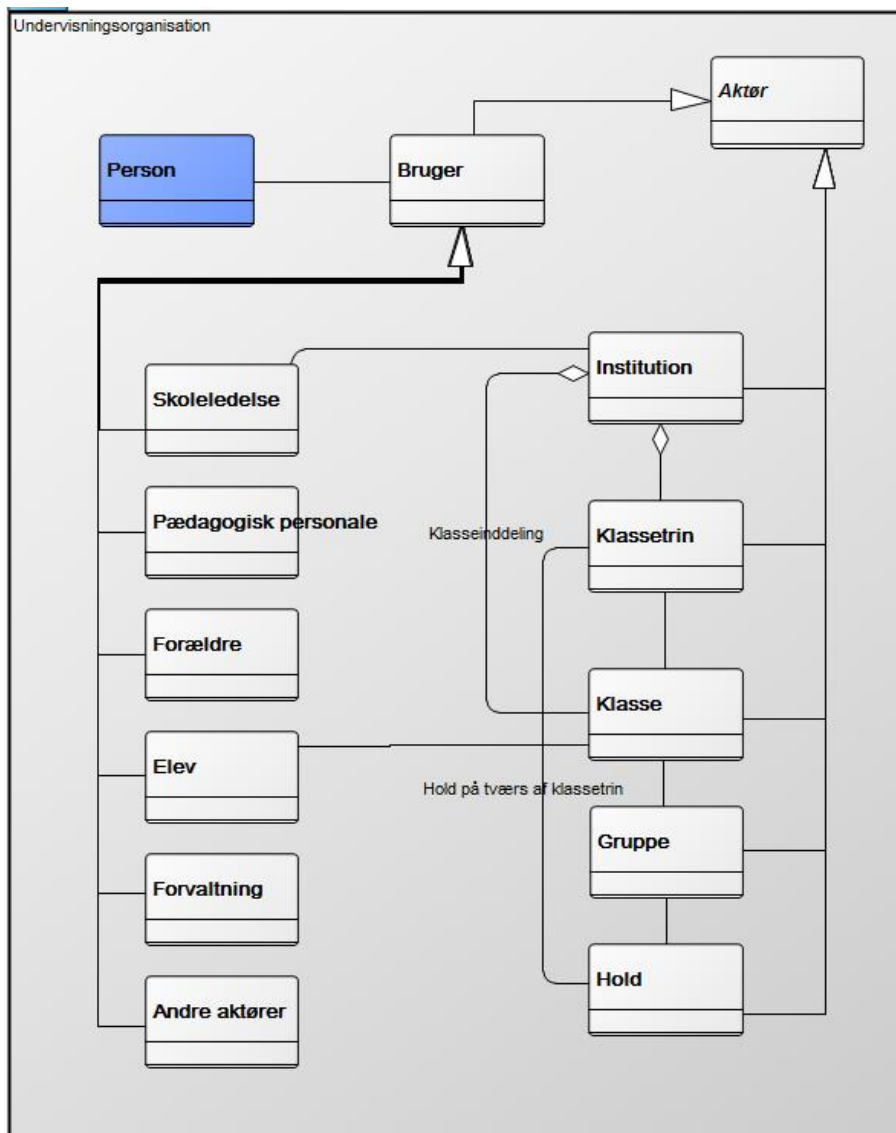 Undervisningsorganisation
Aktør
Person
Bruger
Institution
Skoleledelse
Pædagogisk personale
Klasseinddeling
Klassetrin
Forældre
Klasse
Elev
Hold på tværs af klassetrin
Gruppe
Forvaltning
Hold
Andre aktører